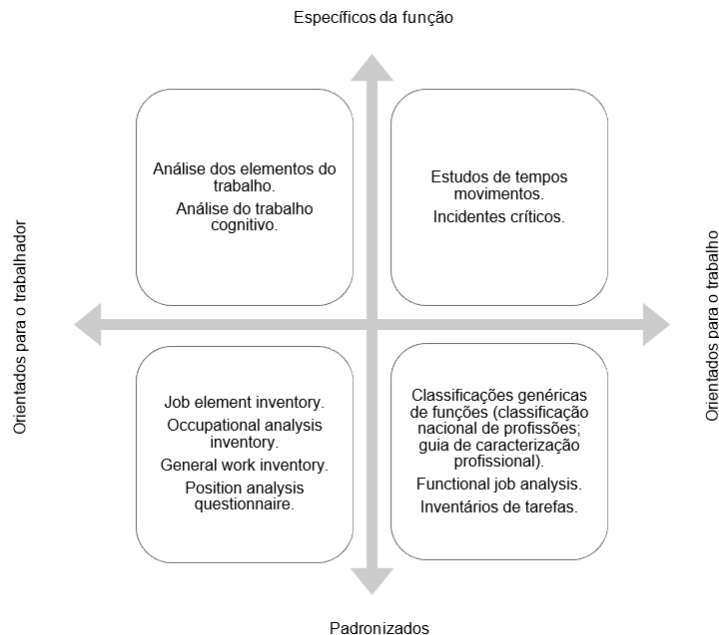 Específicos da função
Análise dos elementos do
trabalho.
Análise do trabalho
cognitivo.
Estudos de tempos
movimentos.
Incidentes críticos.
Orientados para o trabalhador
Orientados para o trabalho
Job element inventory.
Occupational analysis
inventory.
General work inventory.
Position analysis
questionnaire.
Classificações genéricas
de funções (classificação
nacional de profissões;
guia de caracterização
profissional).
Functional job analysis.
Inventários de tarefas.
Padronizados